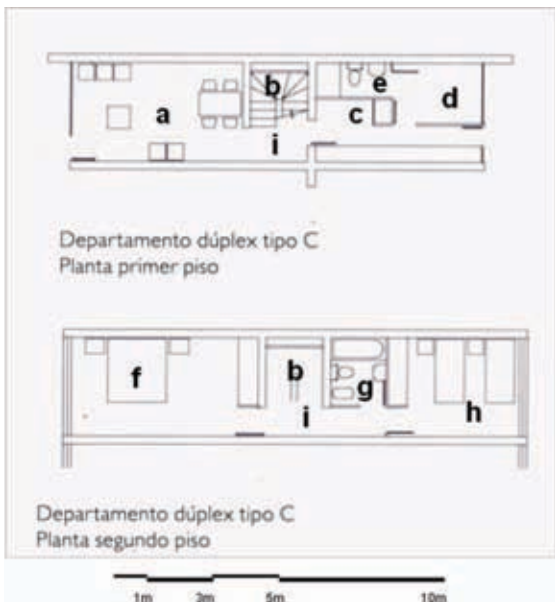 b
e
a
c
d
i
Departamento dúplex tipo C
Planta primer piso
f
b
g
h
i
Departamento dúplex tipo C
Planta segundo piso
1m 3m 5m 10m